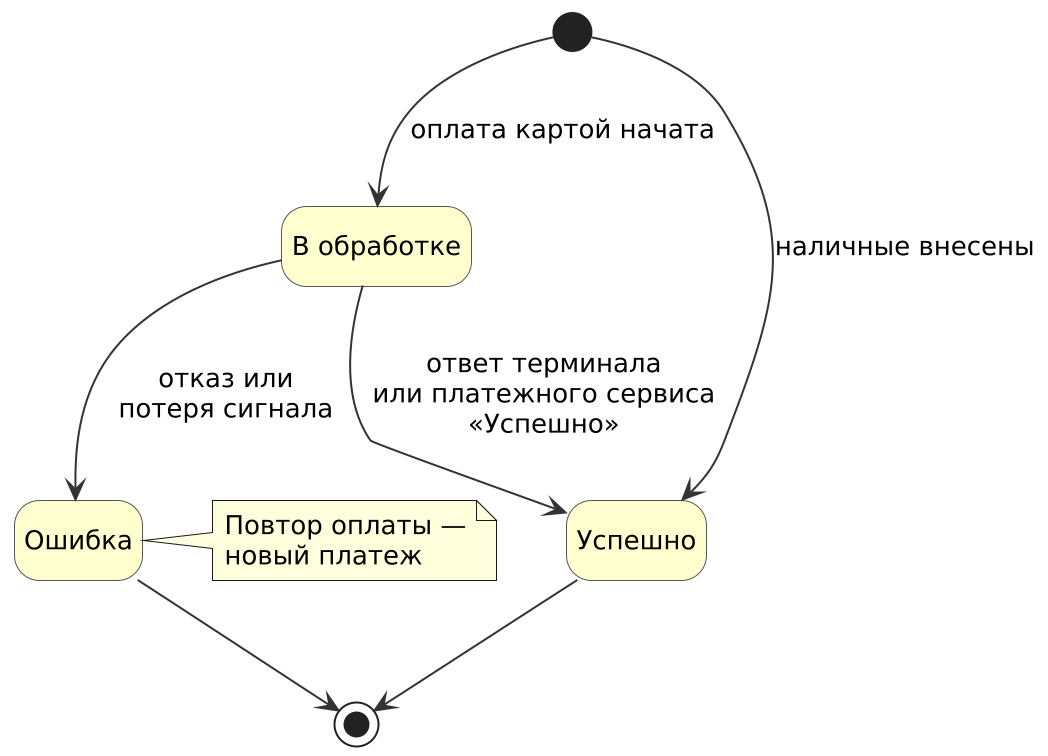 оплата картой начата
В обработке
наличные внесены
отказ или
потеря сигнала
ответ терминала
или платежного сервиса
«Успешно»
Ошибка
Повтор оплаты —
новый платеж
Успешно